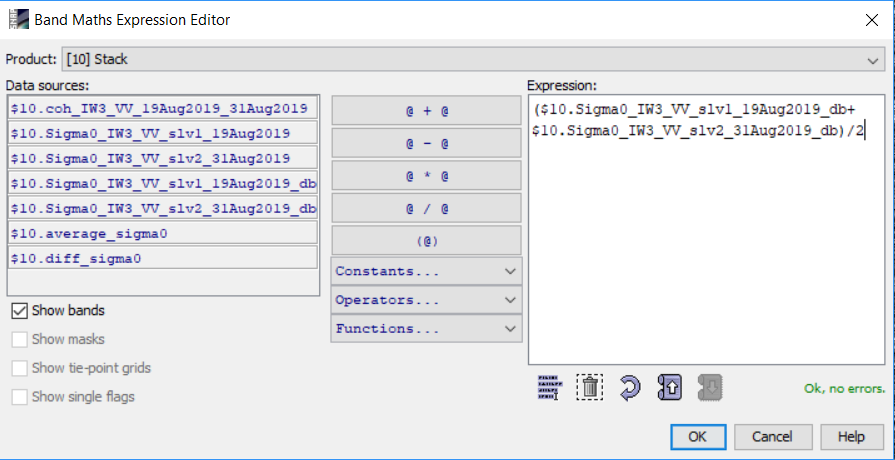 Band Maths Expression Editor
Product: [10] Stack
Data sources:
$10.coh_IW3_VV_19Aug2019_31Aug2019
$10.Sigma0_IW3_VV_slv1_19Aug2019
$10.Sigma0_IW3_VV_slv2_31Aug2019
$10.Sigma0_IW3_VV_slv1_19Aug2019_db
$10.Sigma0_IW3_VV_slv2_31Aug2019_db
$10.average_sigma0
$10.diff_sigma0
Show bands
Show masks
Show tie-point grids
Show single flags
@ + @
@ - @
@ * @
@ / @
(@)
Constants...
Operators...
Functions...
Expression:
($10.Sigma0_IW3_VV_slv1_19Aug2019_db+
$10.Sigma0_IW3_VV_slv2_31Aug2019_db)/2
Ok, no errors.
OK
Cancel
Help